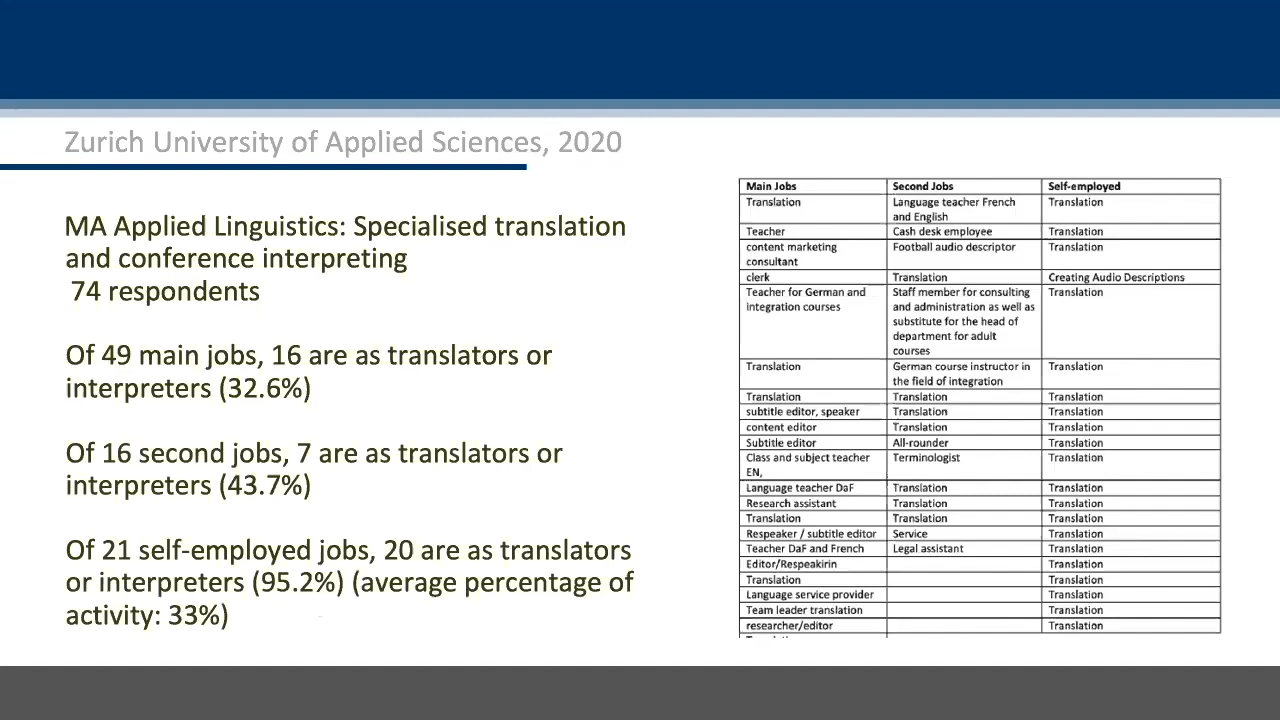 Zurich University of Applied Sciences, 2020
MA Applied Linguistics: Specialised translation
and conference interpreting
74 respondents
Of 49 main jobs, 16 are as translators or
interpreters (32.6%)
Of 16 second jobs, 7 are as translators or
interpreters (43.7%)
Of 21 self-employed jobs, 20 are as translators
or interpreters (95.2%) (average percentage of
activity: 33%)
Main Jobs Second Jobs Self-employed
Translation Language teacher French Translation
and English
Teacher Cash desk employee Translation
content marketing Football audio descriptor Translation
consultant
clerk Translation Creating Audio Descriptions
Teacher for German and Staff member for consulting Translation
integration courses and administration as well as
substitute for the head of
department for adult
courses
Translation German course instructor in Translation
the field of integration
Translation Translation Translation
subtitle editor, speaker Translation Translation
content editor Translation Translation
Subtitle editor All-rounder Translation
Class and subject teacher Terminologist Translation
EN,
Language teacher DaF Translation Translation
Research assistant Translation Translation
Translation Translation Translation
Respeaker / subtitle editor Service Translation
Teacher DaF and French Legal assistant Translation
Editor/Respeakirin Translation
Translation Translation
Language service provider Translation
Team leader translation Translation
researcher/editor Translation